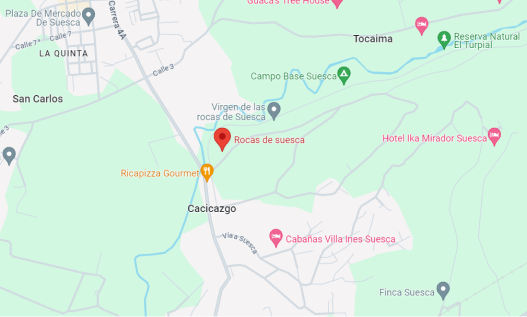 Guaca's Tree House
Plaza De Mercado
De Suesca
Carrera 4A
Calle 7
LA QUINTA
Tocaima
Reserva Natural
El Turpial
Calle 3
Campo Base Suesca
San Carlos
Virgen de las
rocas de Suesca
Rocas de suesca
Hotel Ika Mirador Suesca
Ricapizza Gourmet
Cacicazgo
Vía a Suesca
Cabañas Villa Ines Suesca
Finca Suesca